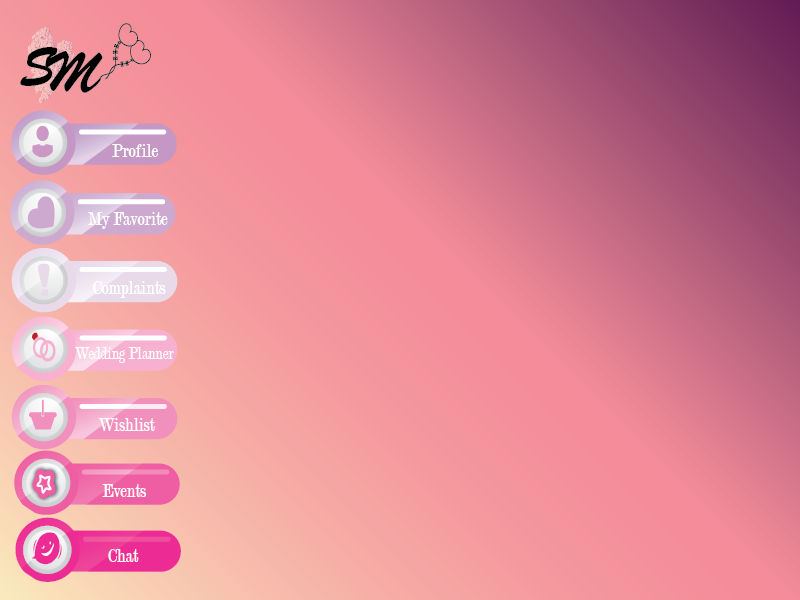 SM
Profile
My Favorite
Complaints
Wedding Planner
Wishlist
Events
Chat